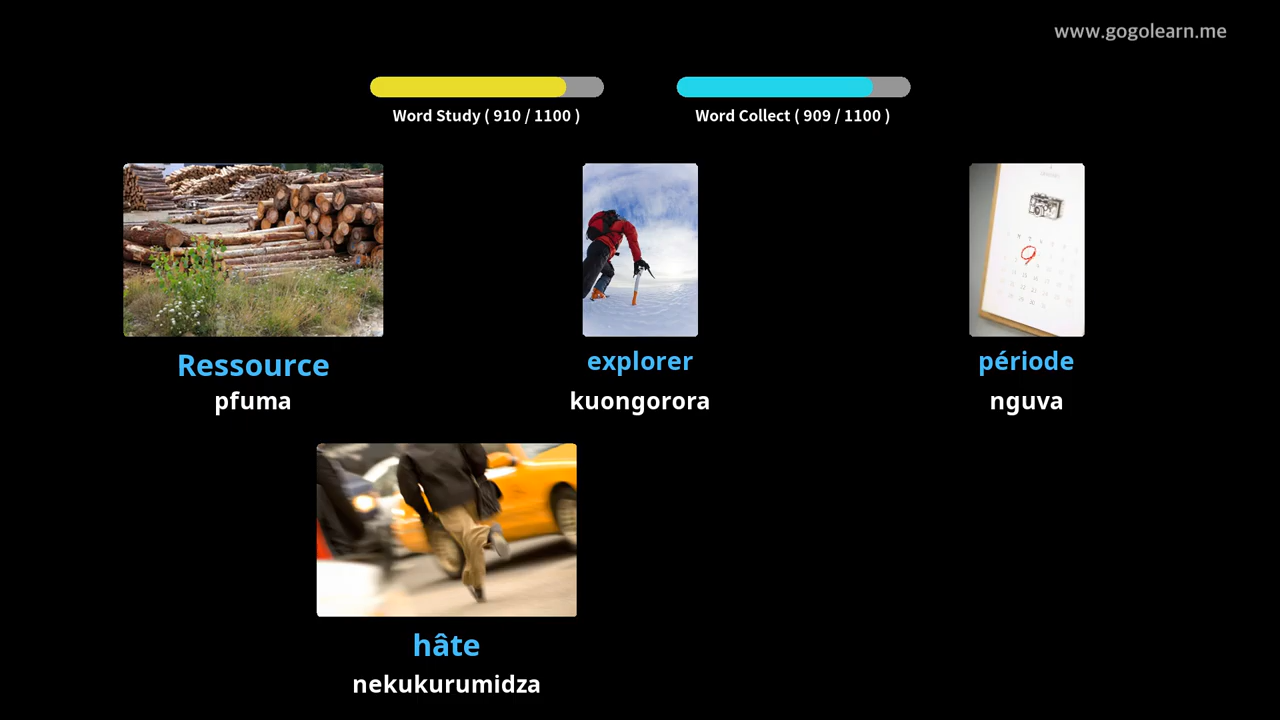 www.gogolearn.me
Word Study ( 910 / 1100 )
Word Collect ( 909 / 1100 )
Ressource
pfuma
explorer
kuongorora
période
nguva
hâte
nekukurumidza